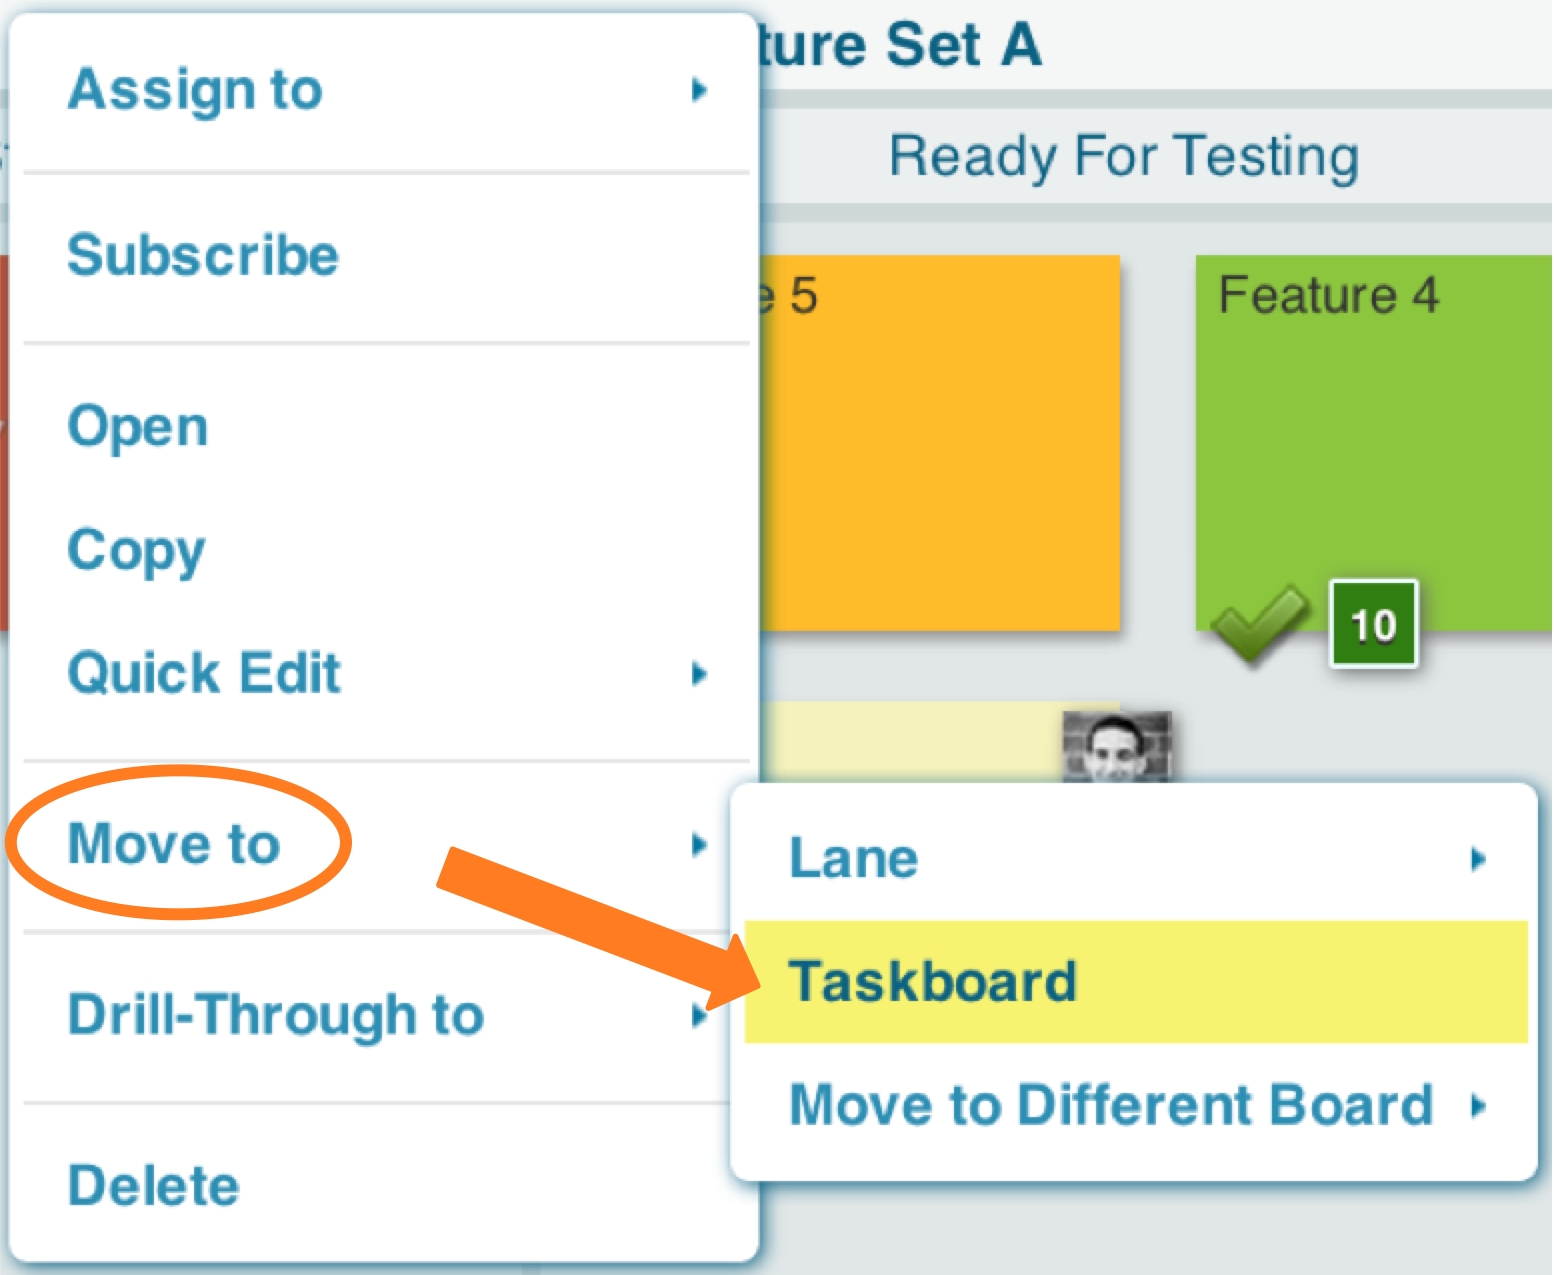 ture Set A
Ready For Testing
Assign to
Subscribe
Open
Copy
Quick Edit
Move to
Drill-Through to
Delete
e 5
Feature 4
10
Lane
Taskboard
Move to Different Board